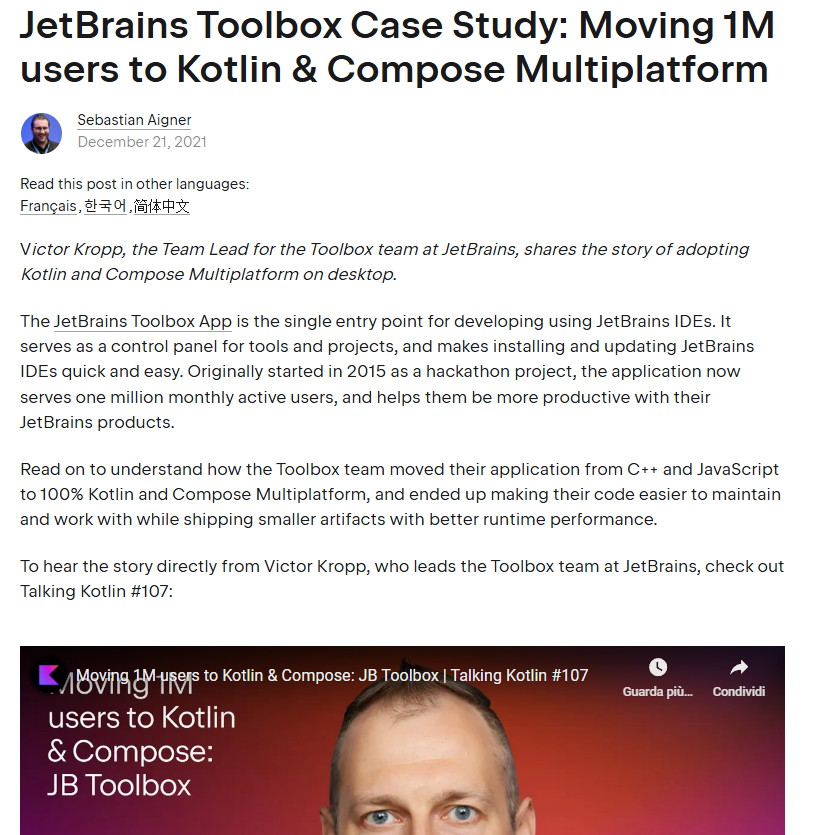 JetBrains Toolbox Case Study: Moving 1M
users to Kotlin & Compose Multiplatform
Sebastian Aigner
December 21, 2021
Read this post in other languages:
Français, 한국어, 简体中文
Victor Kropp, the Team Lead for the Toolbox team at JetBrains, shares the story of adopting
Kotlin and Compose Multiplatform on desktop.
The JetBrains Toolbox App is the single entry point for developing using JetBrains IDEs. It
serves as a control panel for tools and projects, and makes installing and updating JetBrains
IDEs quick and easy. Originally started in 2015 as a hackathon project, the application now
serves one million monthly active users, and helps them be more productive with their
JetBrains products.
Read on to understand how the Toolbox team moved their application from C++ and JavaScript
to 100% Kotlin and Compose Multiplatform, and ended up making their code easier to maintain
and work with while shipping smaller artifacts with better runtime performance.
To hear the story directly from Victor Kropp, who leads the Toolbox team at JetBrains, check out
Talking Kotlin #107:
Moving 1M users to Kotlin & Compose: JB Toolbox | Talking Kotlin #107
Guarda più... Condividi
Moving 1M
users to Kotlin
& Compose:
JB Toolbox